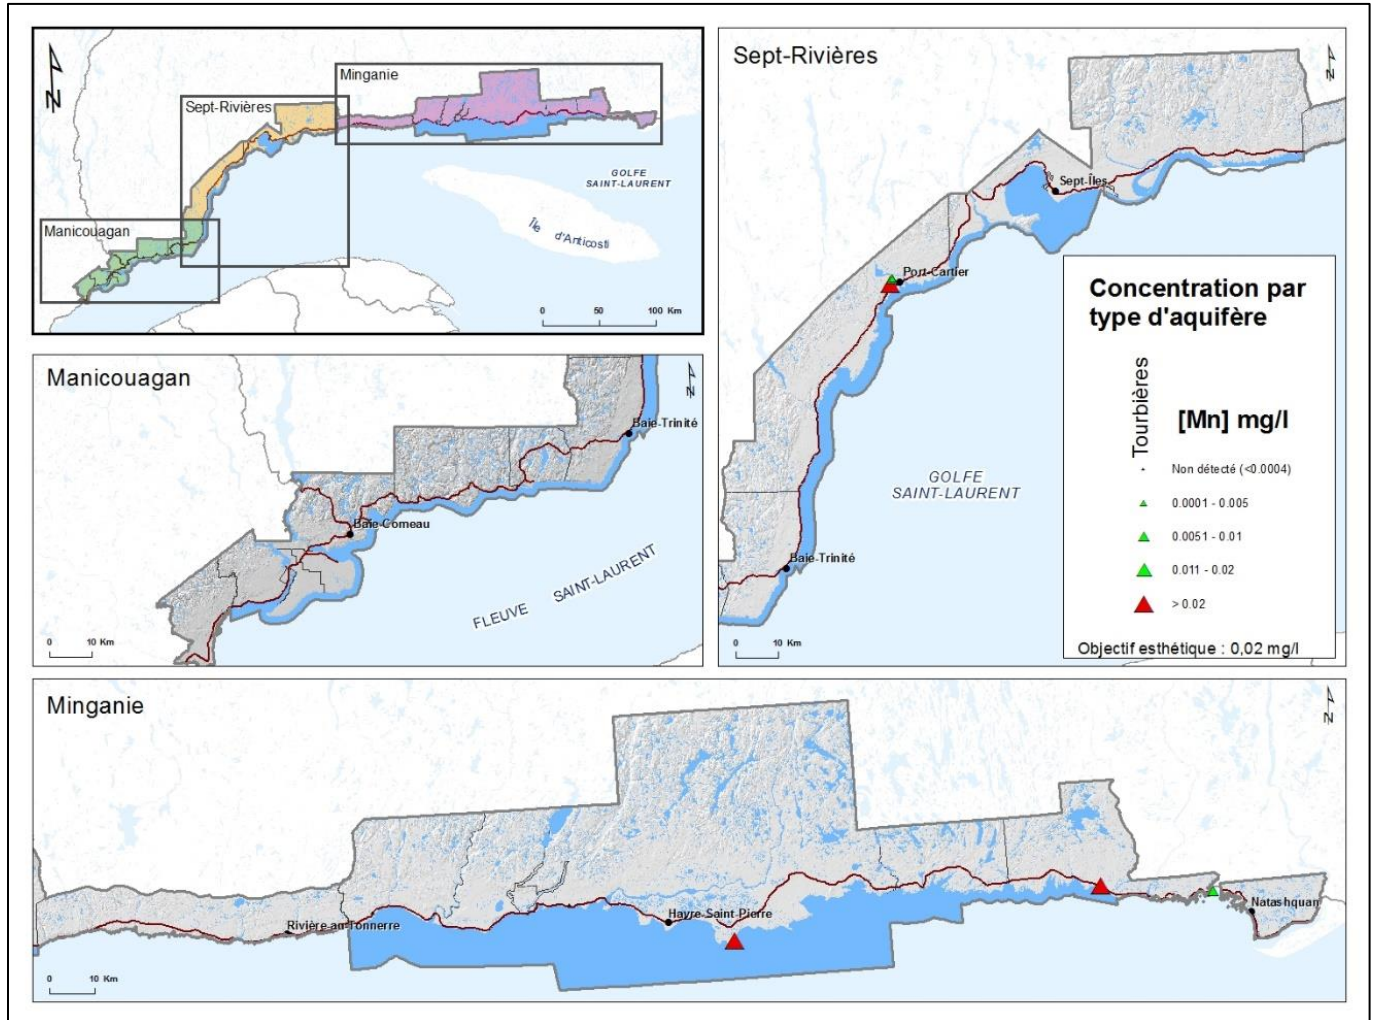 N
Minganie
Sept-Rivières
GOLFE
SAINT-LAURENT
Île d'Anticosti
Manicouagan
0 50 100 Km
Sept-Rivières
N
Sept-Îles
Port-Cartier
GOLFE
SAINT-LAURENT
Baie-Trinité
0 10 Km
Concentration par
type d'aquifère
Tourbières
[Mn] mg/l
Non détecté (<0.0004)
0.0001 - 0.005
0.0051 - 0.01
0.011 - 0.02
> 0.02
Objectif esthétique : 0,02 mg/l
Manicouagan
N
Baie-Trinité
Baie-Comeau
FLEUVE SAINT-LAURENT
0 10 Km
Minganie
N
Rivière-au-Tonnerre
Havre-Saint-Pierre
Natashquan
0 10 Km